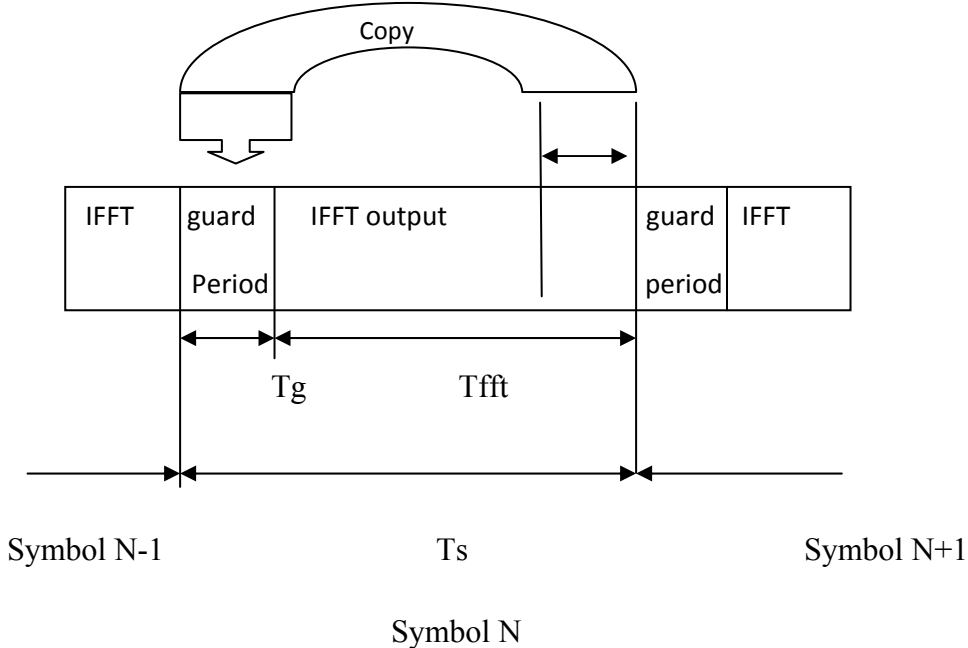 Copy
IFFT guard IFFT output guard IFFT
Period period
Tg Tfft
Symbol N-1 Ts Symbol N+1
Symbol N